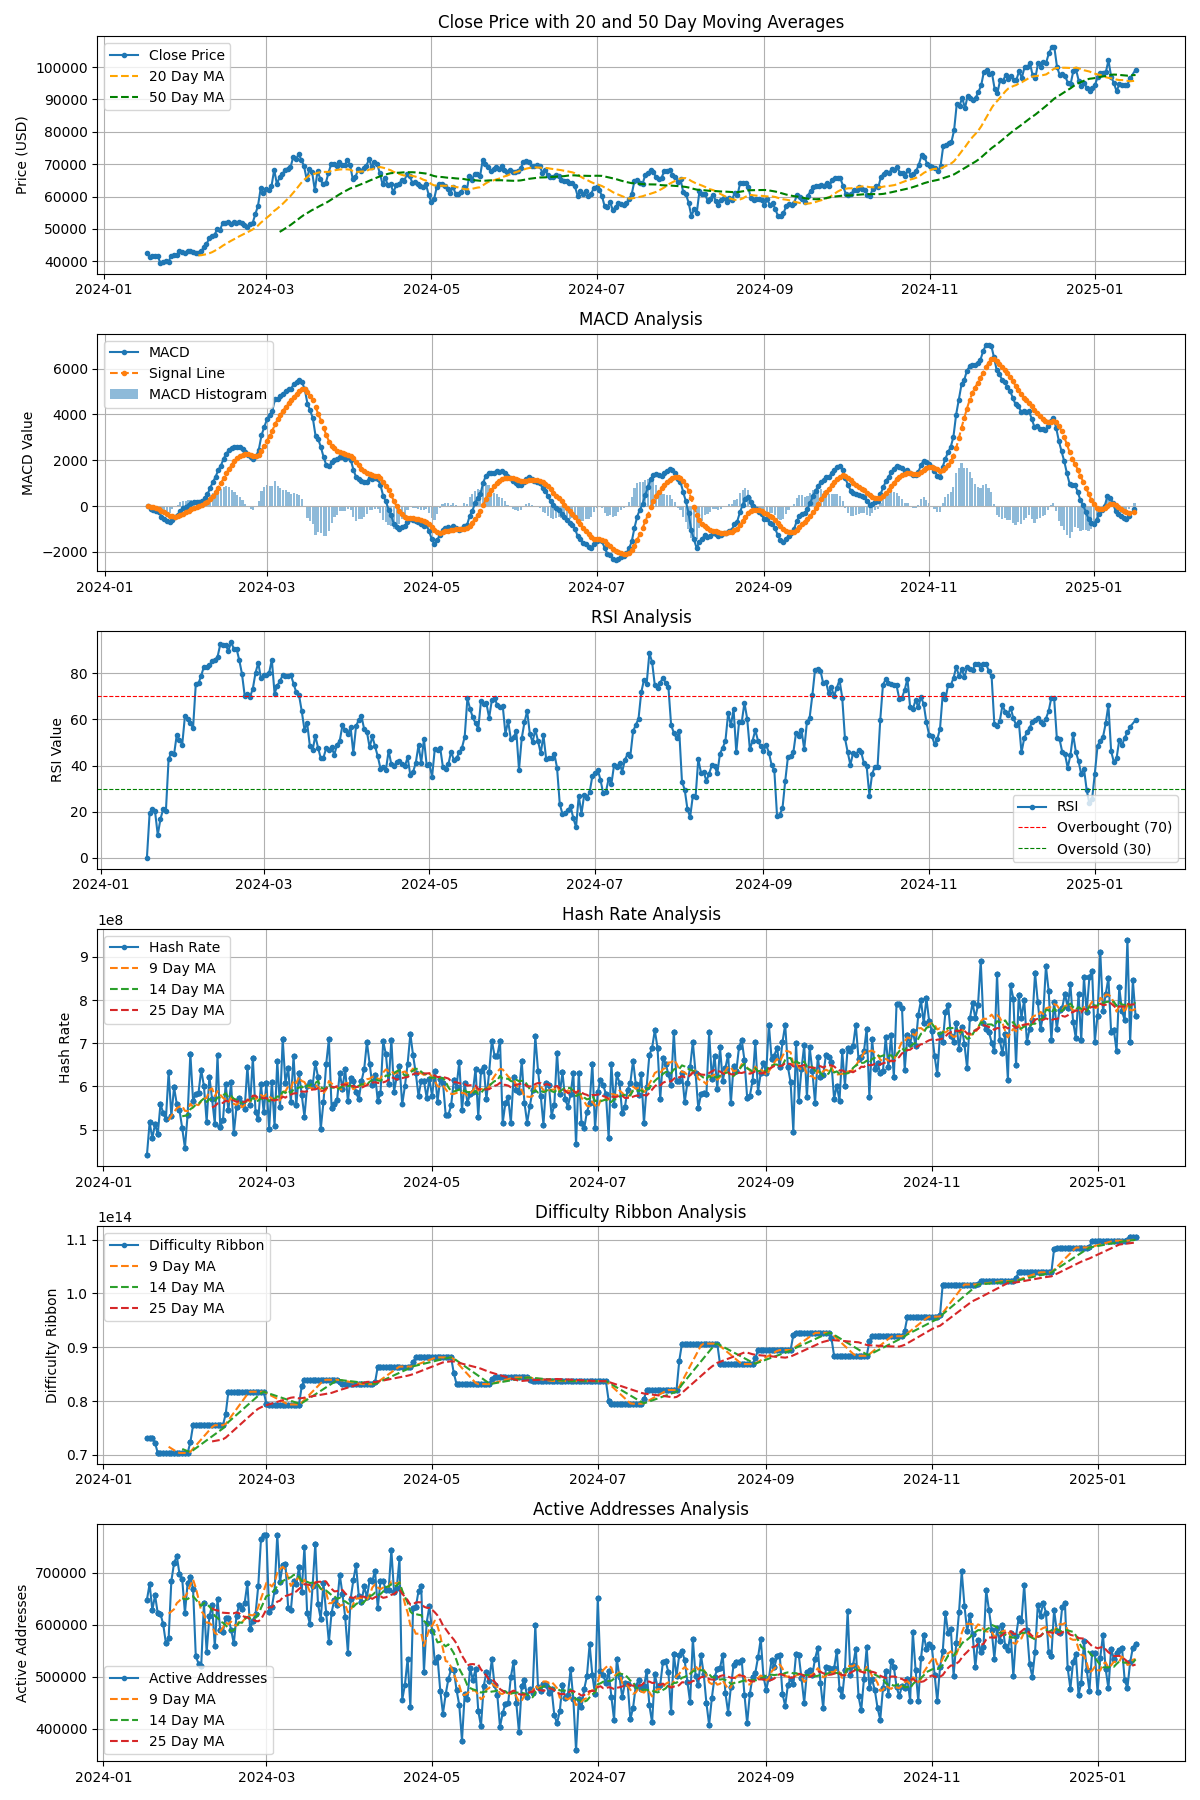 Close Price with 20 and 50 Day Moving Averages
Close Price
20 Day MA
50 Day MA
Price (USD)
100000
90000
80000
70000
60000
50000
40000
2024-01 2024-03 2024-05 2024-07 2024-09 2024-11 2025-01
MACD Analysis
MACD
Signal Line
MACD Histogram
MACD Value
6000
4000
2000
0
−2000
2024-01 2024-03 2024-05 2024-07 2024-09 2024-11 2025-01
RSI Analysis
RSI Value
80
60
40
20
0
RSI
Overbought (70)
Oversold (30)
2024-01 2024-03 2024-05 2024-07 2024-09 2024-11 2025-01
Hash Rate Analysis
1e8
Hash Rate
9 Day MA
14 Day MA
25 Day MA
Hash Rate
9
8
7
6
5
2024-01 2024-03 2024-05 2024-07 2024-09 2024-11 2025-01
Difficulty Ribbon Analysis
1e14
Difficulty Ribbon
9 Day MA
14 Day MA
25 Day MA
Difficulty Ribbon
1.1
1.0
0.9
0.8
0.7
2024-01 2024-03 2024-05 2024-07 2024-09 2024-11 2025-01
Active Addresses Analysis
Active Addresses
700000
600000
500000
400000
Active Addresses
9 Day MA
14 Day MA
25 Day MA
2024-01 2024-03 2024-05 2024-07 2024-09 2024-11 2025-01